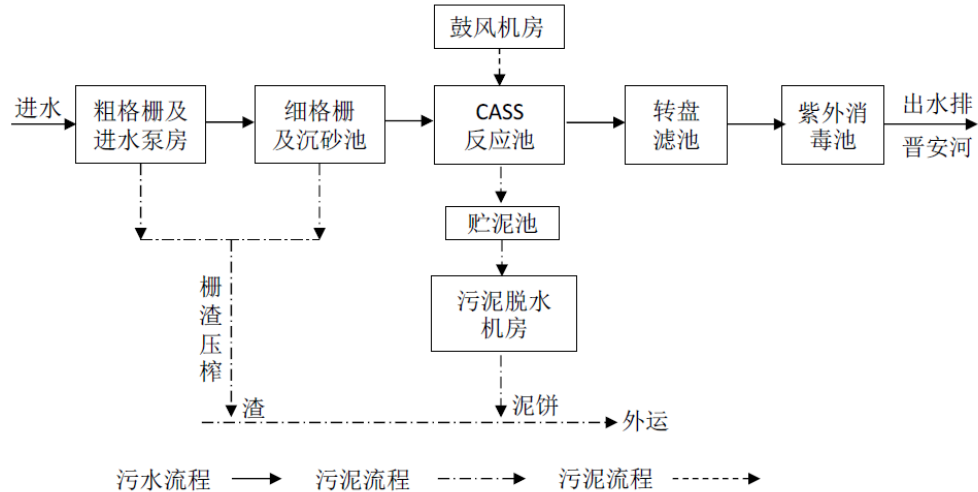 鼓风机房
进水
粗格栅及
进水泵房
细格栅
及沉砂池
CASS
反应池
转盘
滤池
紫外消
毒池
出水排
晋安河
贮泥池
栅渣压榨
污泥脱水
机房
渣
泥饼
外运
污水流程
污泥流程
污泥流程